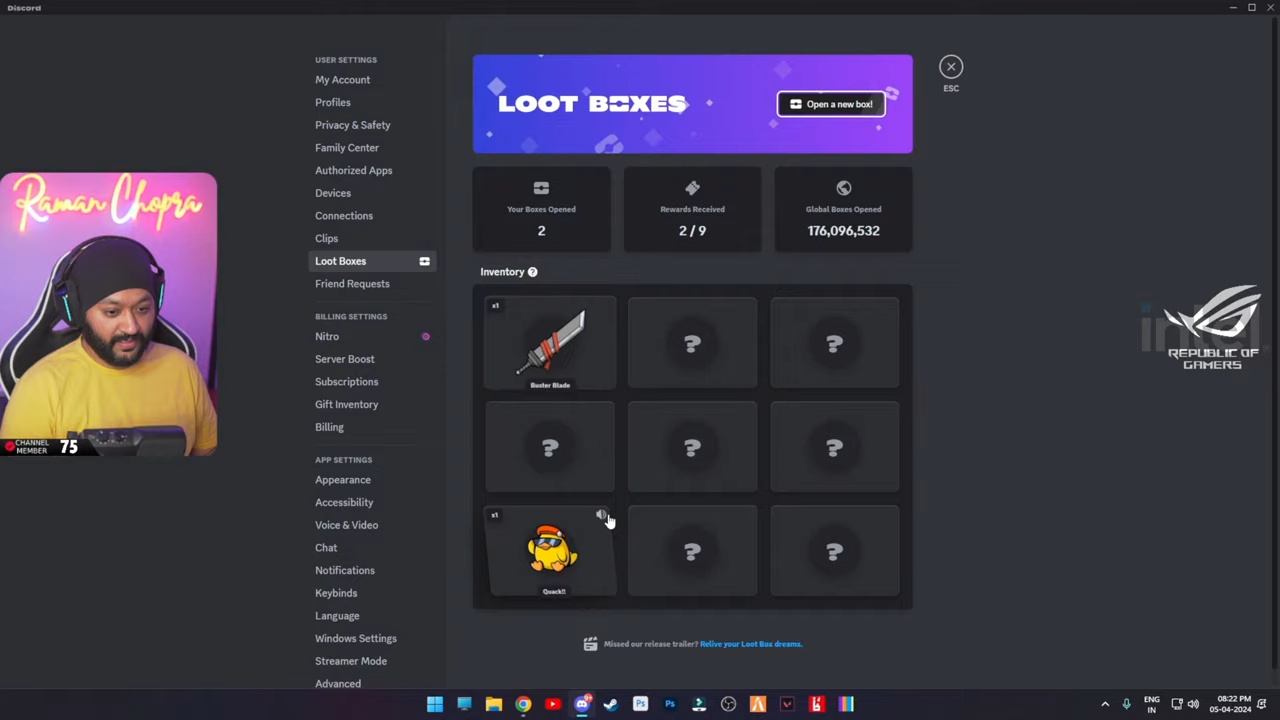 Discord
USER SETTINGS
My Account
Profiles
Privacy & Safety
Family Center
Authorized Apps
Devices
Connections
Clips
Loot Boxes
Friend Requests
BILLING SETTINGS
Nitro
Server Boost
Subscriptions
Gift Inventory
Billing
APP SETTINGS
Appearance
Accessibility
Voice & Video
Chat
Notifications
Keybinds
Language
Windows Settings
Streamer Mode
Advanced
LOOT BOXES
Open a new box!
ESC
Your Boxes Opened
2
Rewards Received
2 / 9
Global Boxes Opened
176,096,532
Inventory ?
x1
Buster Blade
?
?
?
?
?
x1
Quack!!
?
?
Missed our release trailer? Relive your Loot Box dreams.
Raman Chopra
CHANNEL
MEMBER
75
intel
REPUBLIC OF
GAMERS
9+
Ps
Ps
ENG
IN
08:22 PM
05-04-2024